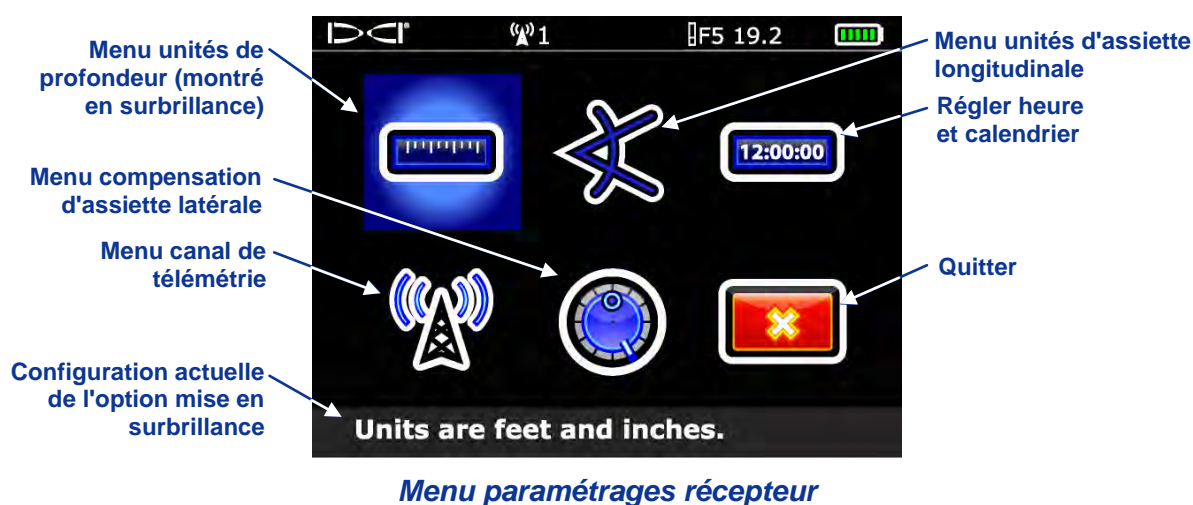 DCI
1
F5 19.2
Menu unités de
profondeur (montré
en surbrillance)
Menu unités d'assiette
longitudinale
Régler heure
et calendrier
12:00:00
Menu compensation
d'assiette latérale
Menu canal de
télémétrie
Quitter
Configuration actuelle
de l'option mise en
surbrillance
Units are feet and inches.
Menu paramétrages récepteur